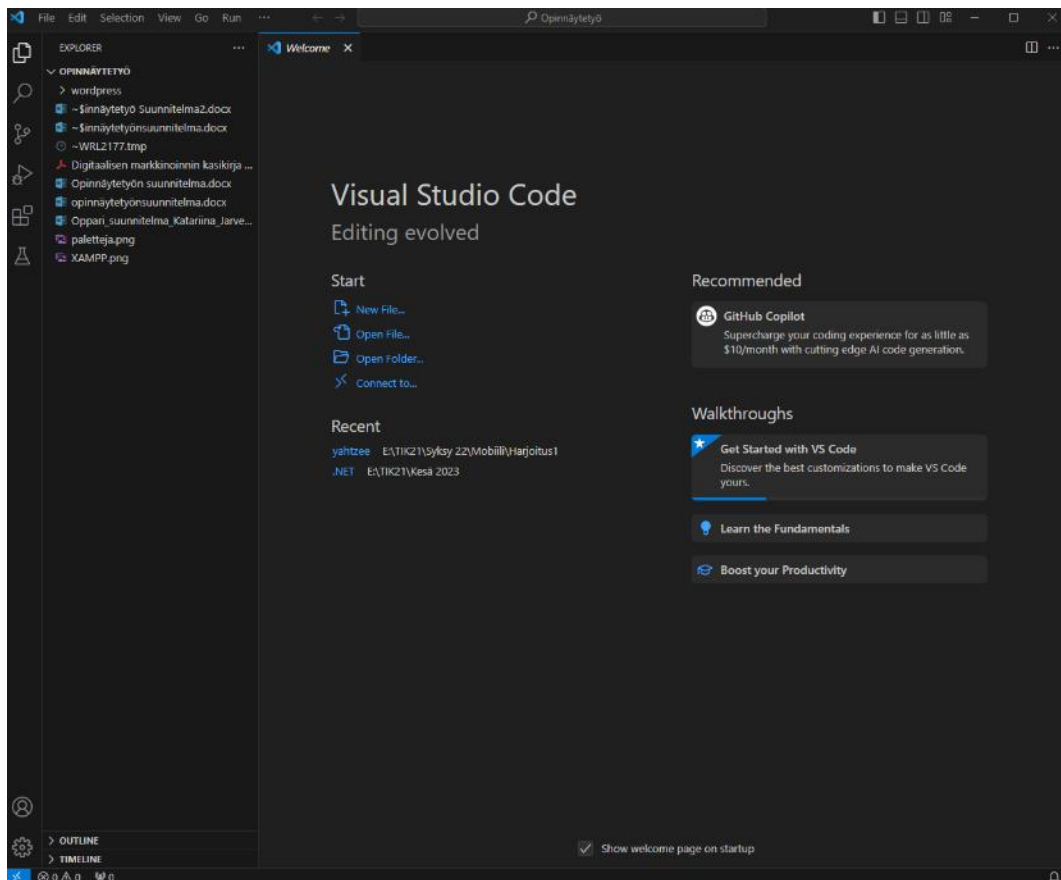 File Edit Selection View Go Run ...
Opinnäytetyö
EXPLORER ...
OPINNÄYTETYÖ
wordpress
~$innäytetyö Suunnitelma2.docx
~$innäytetyönsuunnitelma.docx
~WRL2177.tmp
Digitaalisen markkinoinnin kasikirja ...
Opinnäytetyön suunnitelma.docx
opinnäytetyönsuunnitelma.docx
Oppari_suunnitelma_Katariina_Jarve...
paletteja.png
XAMPP.png
OUTLINE
TIMELINE
Welcome
Visual Studio Code
Editing evolved
Start
New File...
Open File...
Open Folder...
Connect to...
Recent
yahtzee E:\TIK21\Syksy 22\Mobiili\Harjoitus1
.NET E:\TIK21\Kesä 2023
Recommended
GitHub Copilot
Supercharge your coding experience for as little as
$10/month with cutting edge AI code generation.
Walkthroughs
Get Started with VS Code
Discover the best customizations to make VS Code
yours.
Learn the Fundamentals
Boost your Productivity
Show welcome page on startup
0 0 0